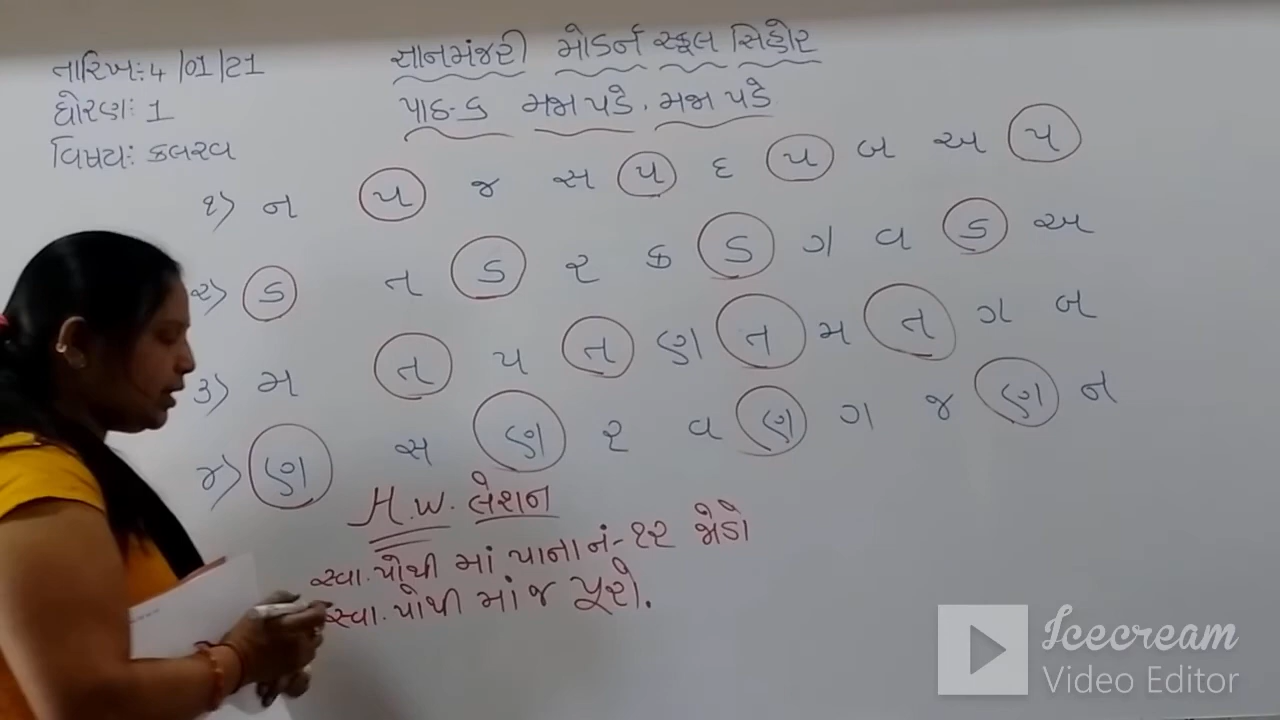 તારિખઃ 4/01/21
જ્ઞાનમંજરી મોડર્ન સ્કૂલ સિહોર
ધોરણઃ 1
પાઠ-૬ મજા પડે, મજા પડે
વિષયઃ કલરવ
૧) ન પ જ સ પ દ પ બ અ પ
૨) ડ ત ડ ર ક ડ ગ વ ડ અ
૩) મ ત પ ત ણ ત મ ત ગ બ
૪) ણ સ ણ ર વ ણ ગ જ ણ ન
H.W. લેશન
સ્વા.પોથી માં પાના નં-૧૨ જોડો
સ્વા.પોથી માં જ પૂરો.
Icecream
Video Editor